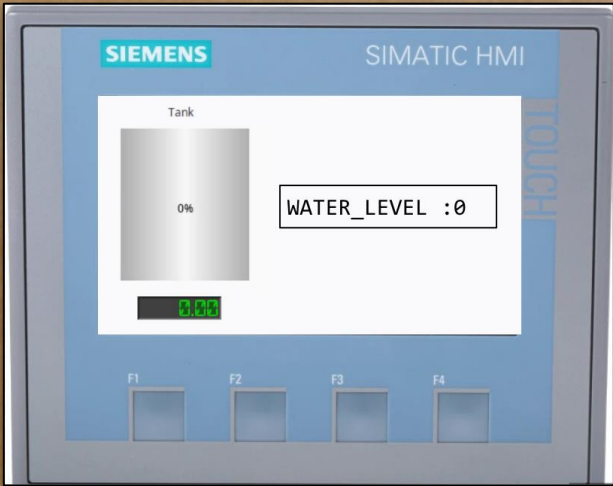 SIEMENS
SIMATIC HMI
TOUCH
Tank
0%
WATER_LEVEL :0
0.00
F1
F2
F3
F4